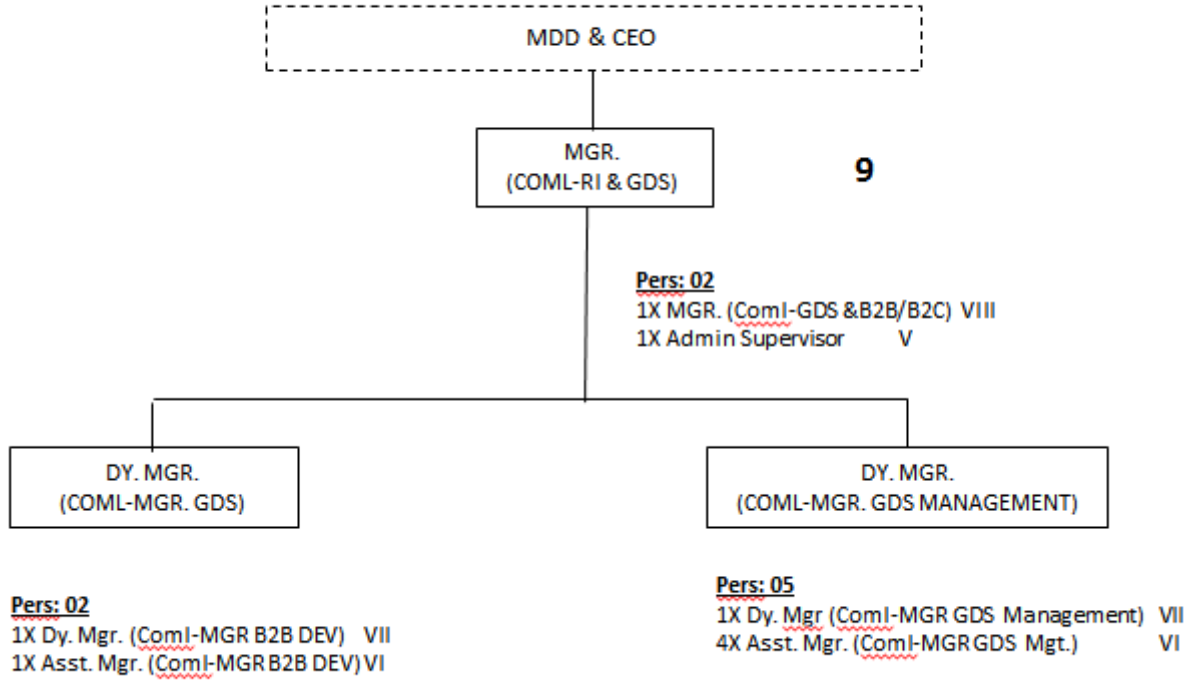 MDD & CEO
MGR.
(COML-RI & GDS)
9
Pers: 02
1X MGR. (Coml-GDS &B2B/B2C) VIII
1X Admin Supervisor V
DY. MGR.
(COML-MGR. GDS)
DY. MGR.
(COML-MGR. GDS MANAGEMENT)
Pers: 02
1X Dy. Mgr. (Coml-MGR B2B DEV) VII
1X Asst. Mgr. (Coml-MGR B2B DEV) VI
Pers: 05
1X Dy. Mgr (Coml-MGR GDS Management) VII
4X Asst. Mgr. (Coml-MGR GDS Mgt.) VI